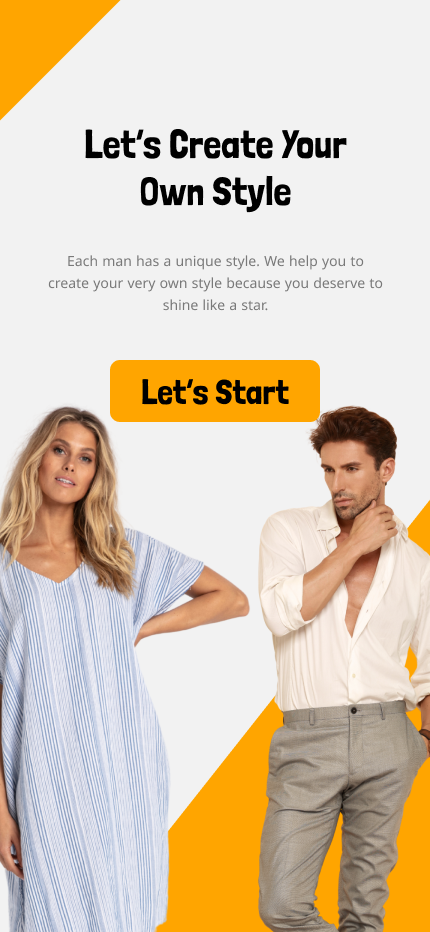 Let's Create Your
Own Style
Each man has a unique style. We help you to
create your very own style because you deserve to
shine like a star.
Let's Start